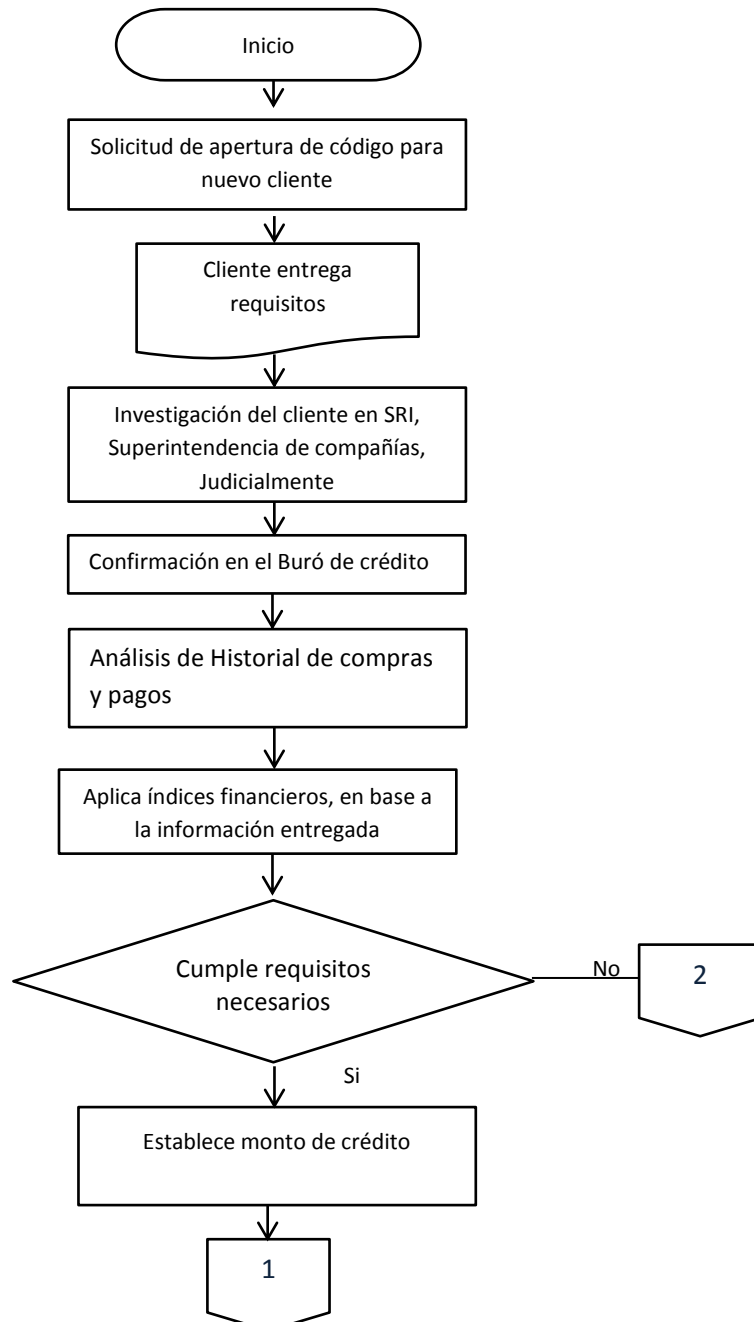 Inicio
Solicitud de apertura de código para
nuevo cliente
Cliente entrega
requisitos
Investigación del cliente en SRI,
Superintendencia de compañías,
Judicialmente
Confirmación en el Buró de crédito
Análisis de Historial de compras
y pagos
Aplica índices financieros, en base a
la información entregada
Cumple requisitos
necesarios
No
2
Si
Establece monto de crédito
1